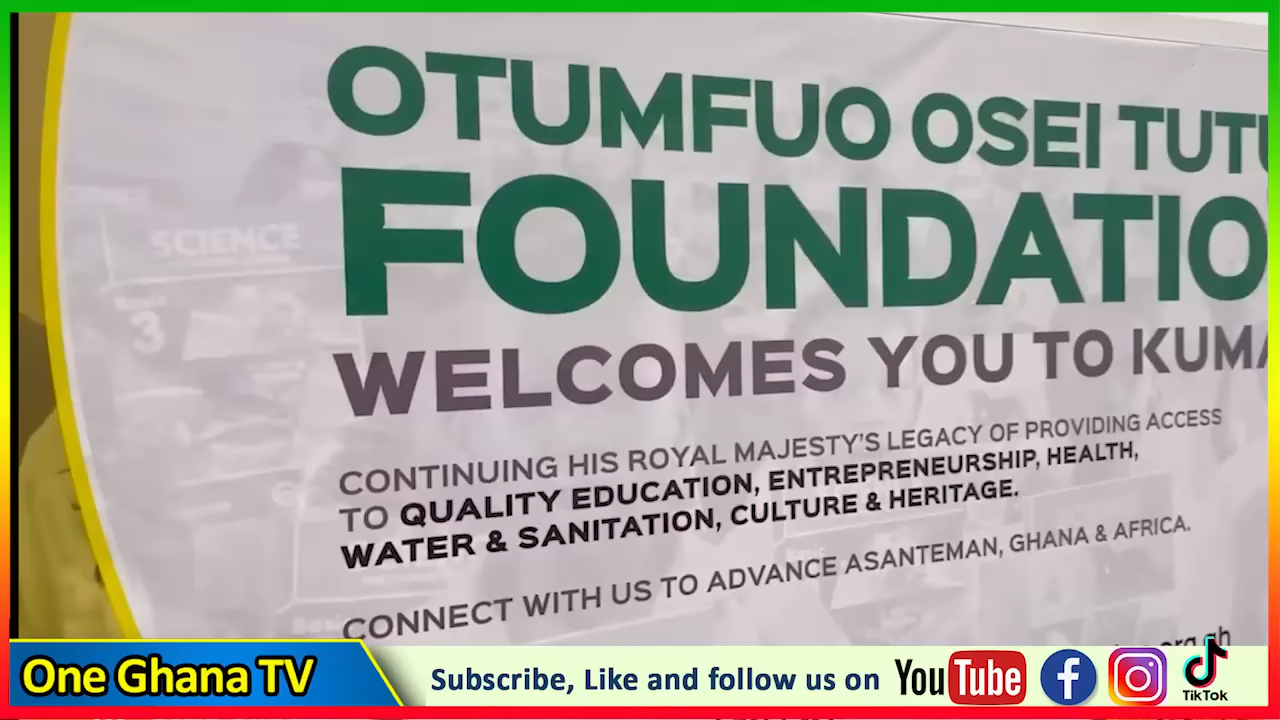 OTUMFUO OSEI TUTU
FOUNDATIO
WELCOMES YOU TO KUMA
CONTINUING HIS ROYAL MAJESTY'S LEGACY OF PROVIDING ACCESS
TO QUALITY EDUCATION, ENTREPRENEURSHIP, HEALTH,
WATER & SANITATION, CULTURE & HERITAGE.
CONNECT WITH US TO ADVANCE ASANTEMAN, GHANA & AFRICA.
SCIENCE
Basic
3
One Ghana TV
Subscribe, Like and follow us on YouTube
TikTok